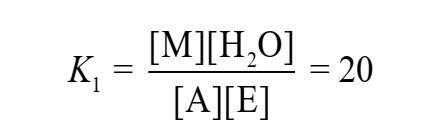 K₁ = [M][H₂O] / [A][E] = 20